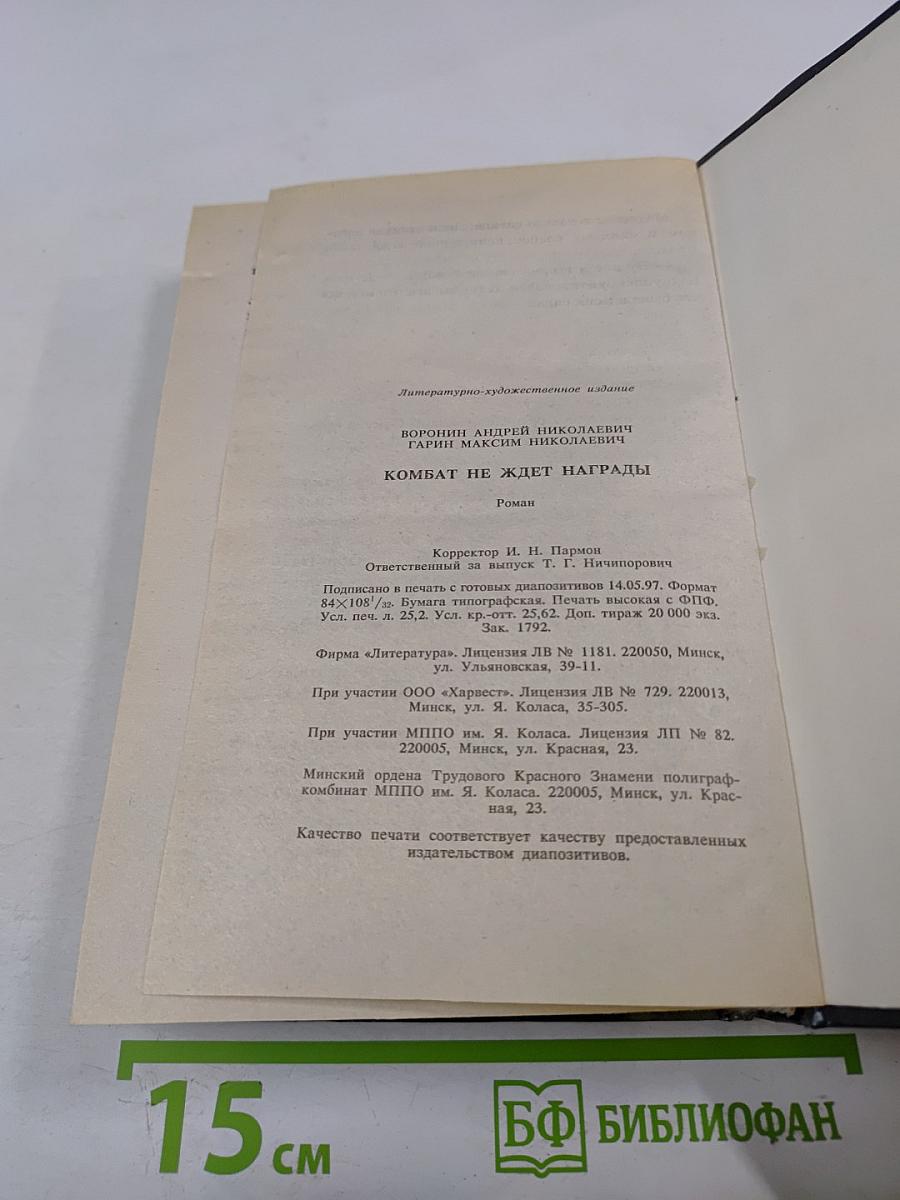 Литературно-художественное издание
ВОРОНИН АНДРЕЙ НИКОЛАЕВИЧ
ГАРИН МАКСИМ НИКОЛАЕВИЧ
КОМБАТ НЕ ЖДЕТ НАГРАДЫ
Роман
Корректор И. Н. Пармон
Ответственный за выпуск Т. Г. Ничипорович
Подписано в печать с готовых диапозитивов 14.05.97. Формат
84×108¹/₃₂. Бумага типографская. Печать высокая с ФПФ.
Усл. печ. л. 25,2. Усл. кр.-отт. 25,62. Доп. тираж 20 000 экз.
Зак. 1792.
Фирма «Литература». Лицензия ЛВ № 1181. 220050, Минск,
ул. Ульяновская, 39-11.
При участии ООО «Харвест». Лицензия ЛВ № 729. 220013,
Минск, ул. Я. Коласа, 35-305.
При участии МППО им. Я. Коласа. Лицензия ЛП № 82.
220005, Минск, ул. Красная, 23.
Минский ордена Трудового Красного Знамени полиграф-
комбинат МППО им. Я. Коласа. 220005, Минск, ул. Крас-
ная, 23.
Качество печати соответствует качеству предоставленных
издательством диапозитивов.
15 см
БФ БИБЛИОФАН